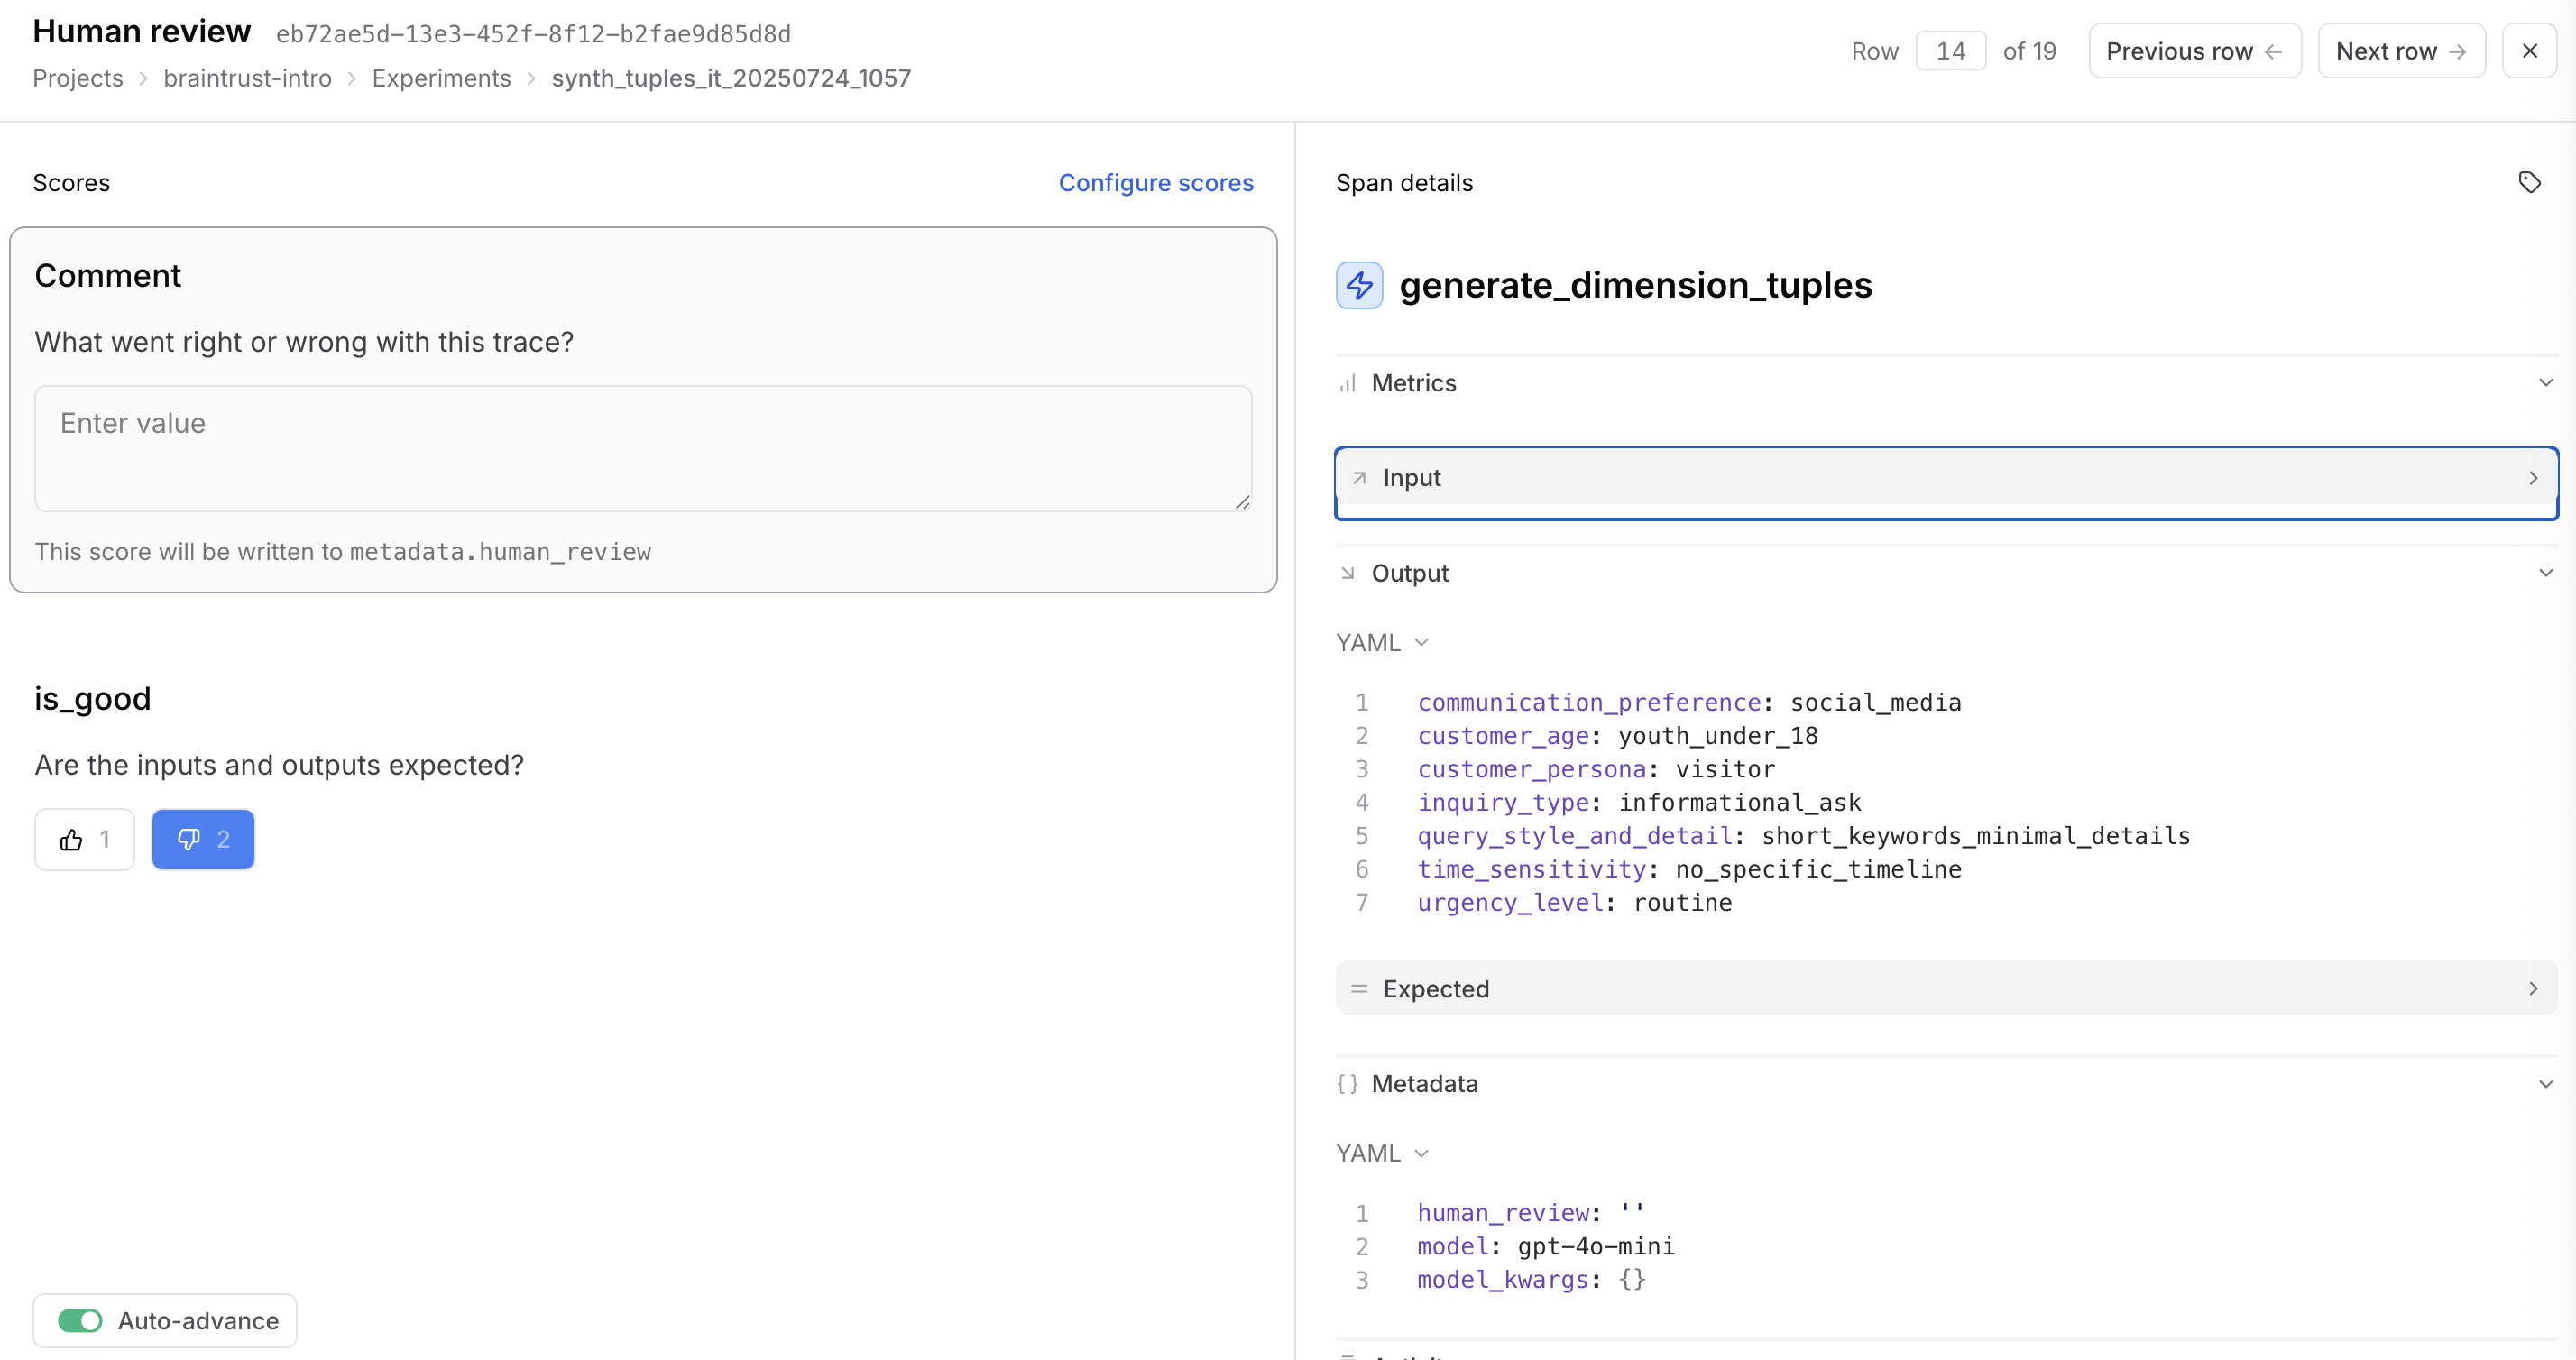 Human review eb72ae5d-13e3-452f-8f12-b2fae9d85d8d
Projects > braintrust-intro > Experiments > synth_tuples_it_20250724_1057
Row 14 of 19 Previous row ← Next row → ×
Scores Configure scores
Comment
What went right or wrong with this trace?
Enter value
This score will be written to metadata.human_review
is_good
Are the inputs and outputs expected?
1 2
Auto-advance
Span details
generate_dimension_tuples
Metrics
Input
Output
YAML
1 communication_preference: social_media
2 customer_age: youth_under_18
3 customer_persona: visitor
4 inquiry_type: informational_ask
5 query_style_and_detail: short_keywords_minimal_details
6 time_sensitivity: no_specific_timeline
7 urgency_level: routine
Expected
{} Metadata
YAML
1 human_review: ''
2 model: gpt-4o-mini
3 model_kwargs: {}